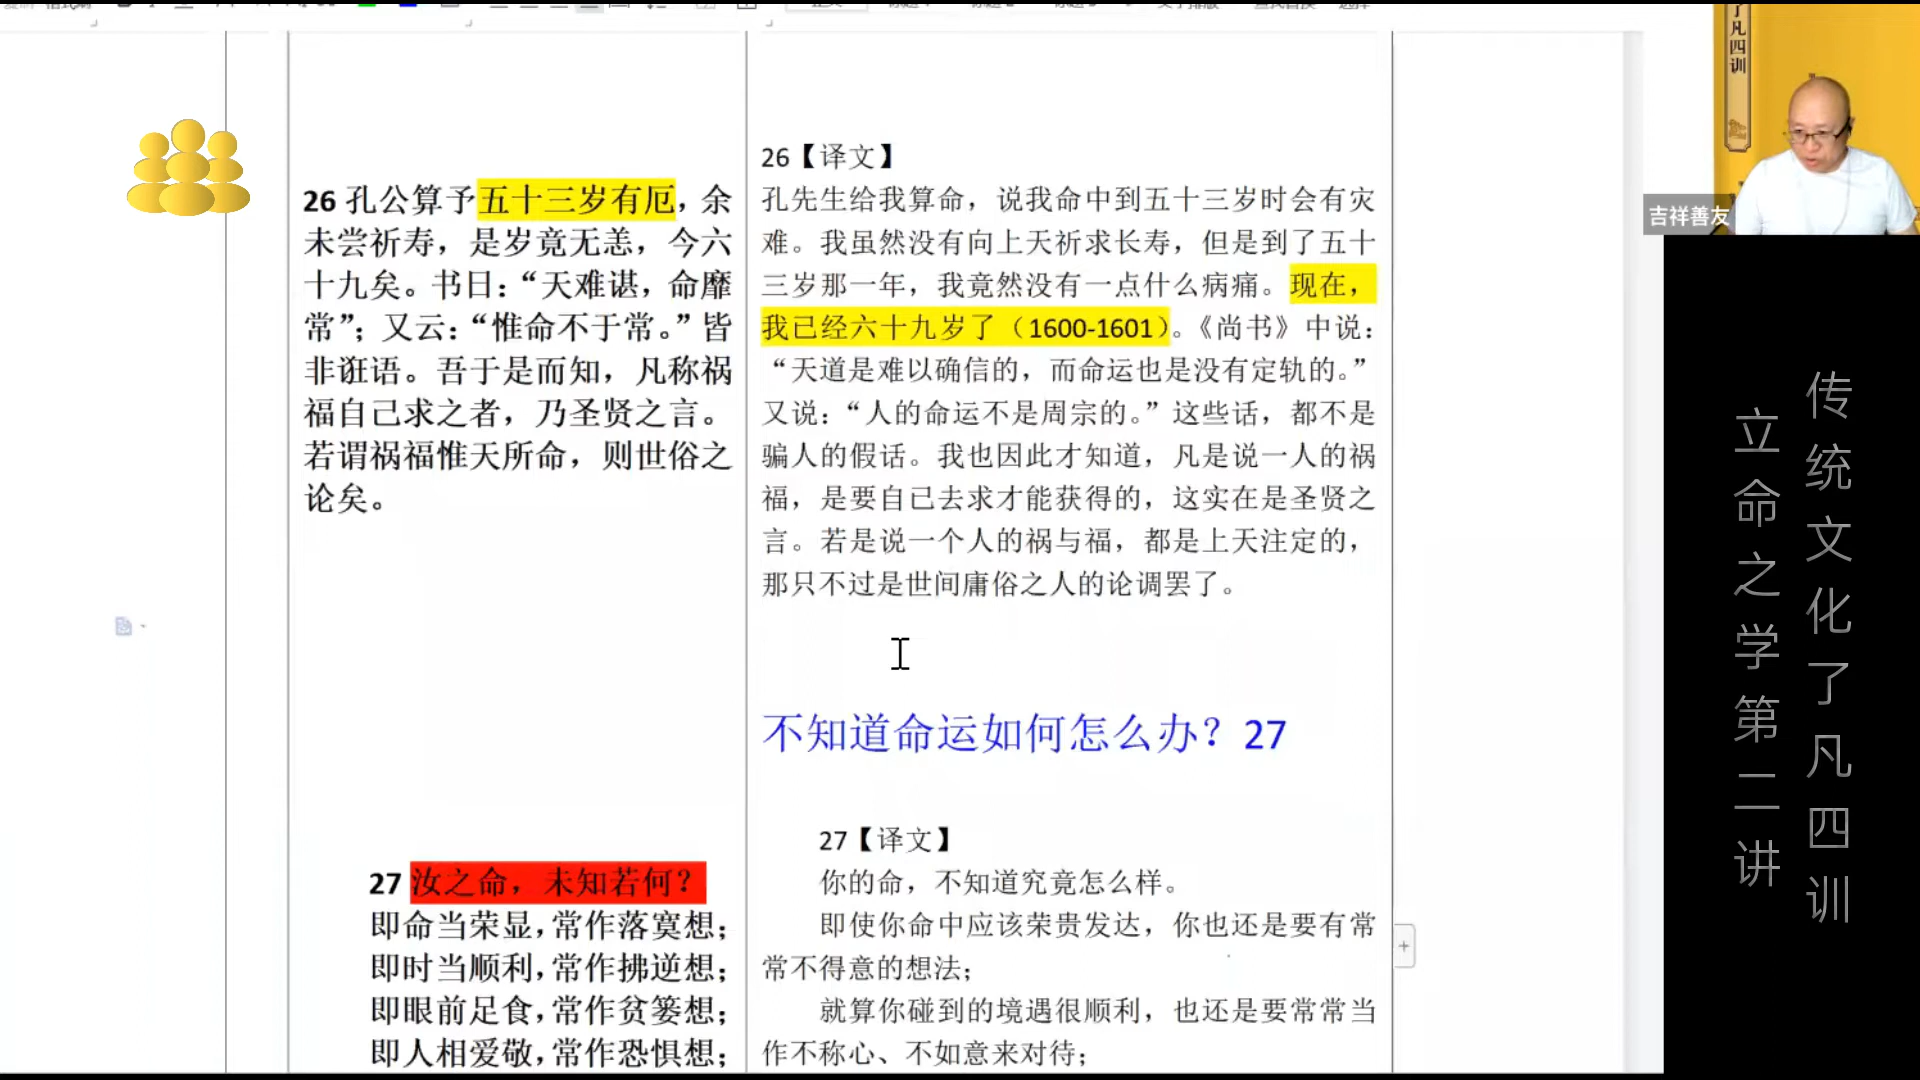 26 孔公算予五十三岁有厄，余
未尝祈寿，是岁竟无恙，今六
十九矣。书日：“天难谌，命靡
常”；又云：“惟命不于常。”皆
非诳语。吾于是而知，凡称祸
福自己求之者，乃圣贤之言。
若谓祸福惟天所命，则世俗之
论矣。
27 汝之命，未知若何？
即命当荣显，常作落寞想；
即时当顺利，常作拂逆想；
即眼前足食，常作贫窭想；
即人相爱敬，常作恐惧想；
26【译文】
孔先生给我算命，说我命中到五十三岁时会有灾
难。我虽然没有向上天祈求长寿，但是到了五十
三岁那一年，我竟然没有一点什么病痛。现在，
我已经六十九岁了（1600-1601）。《尚书》中说：
“天道是难以确信的，而命运也是没有定轨的。”
又说：“人的命运不是周宗的。”这些话，都不是
骗人的假话。我也因此才知道，凡是说一人的祸
福，是要自己去求才能获得的，这实在是圣贤之
言。若是说一个人的祸与福，都是上天注定的，
那只不过是世间庸俗之人的论调罢了。
不知道命运如何怎么办？27
27【译文】
你的命，不知道究竟怎么样。
即使你命中应该荣贵发达，你也还是要有常
常不得意的想法；
就算你碰到的境遇很顺利，也还是要常常当
作不称心、不如意来对待；
了凡四训
吉祥善友
传统文化了凡四训
立命之学第二讲